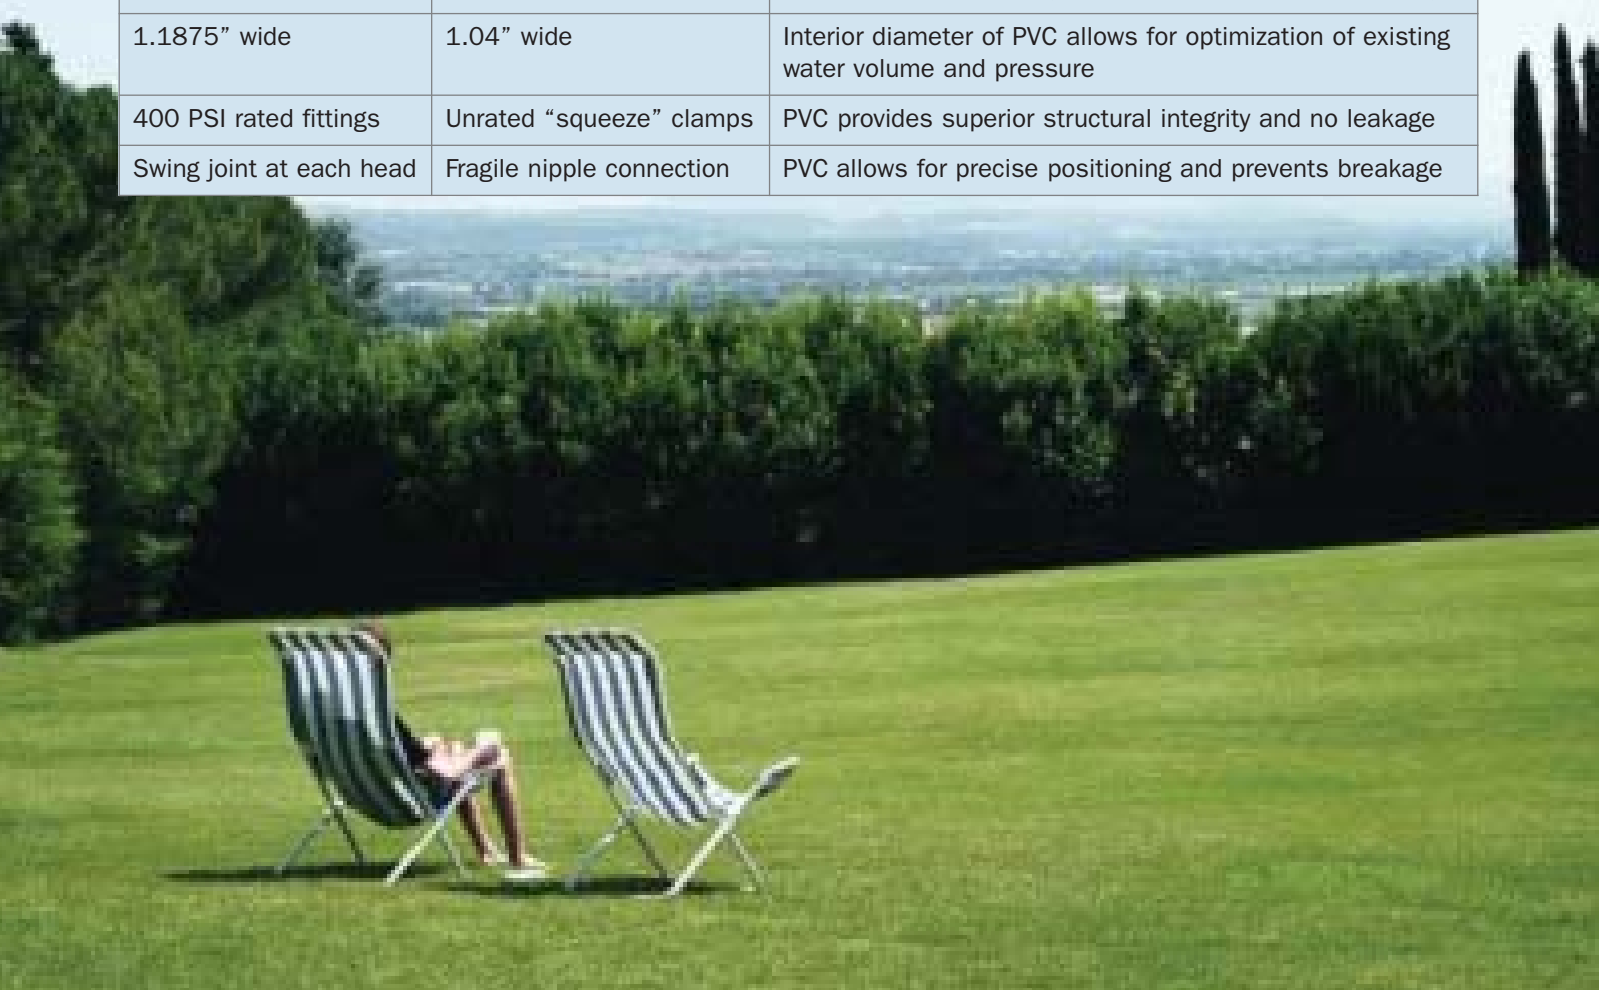 1.1875” wide
1.04” wide
Interior diameter of PVC allows for optimization of existing
water volume and pressure
400 PSI rated fittings
Unrated “squeeze” clamps
PVC provides superior structural integrity and no leakage
Swing joint at each head
Fragile nipple connection
PVC allows for precise positioning and prevents breakage